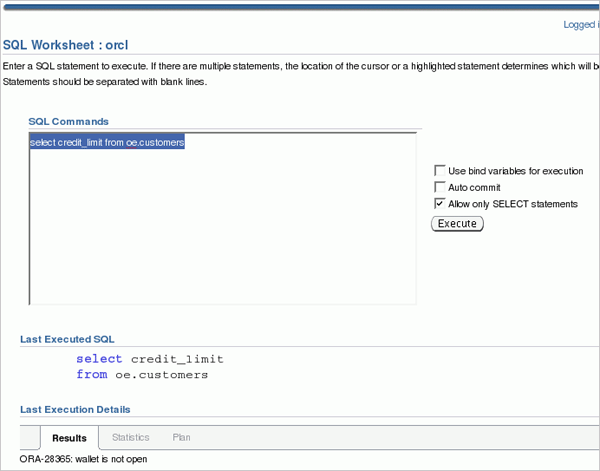 Logged i
SQL Worksheet : orcl
Enter a SQL statement to execute. If there are multiple statements, the location of the cursor or a highlighted statement determines which will be
Statements should be separated with blank lines.
SQL Commands
select credit_limit from oe.customers
Use bind variables for execution
Auto commit
Allow only SELECT statements
Execute
Last Executed SQL
select credit_limit
from oe.customers
Last Execution Details
Results Statistics Plan
ORA-28365: wallet is not open